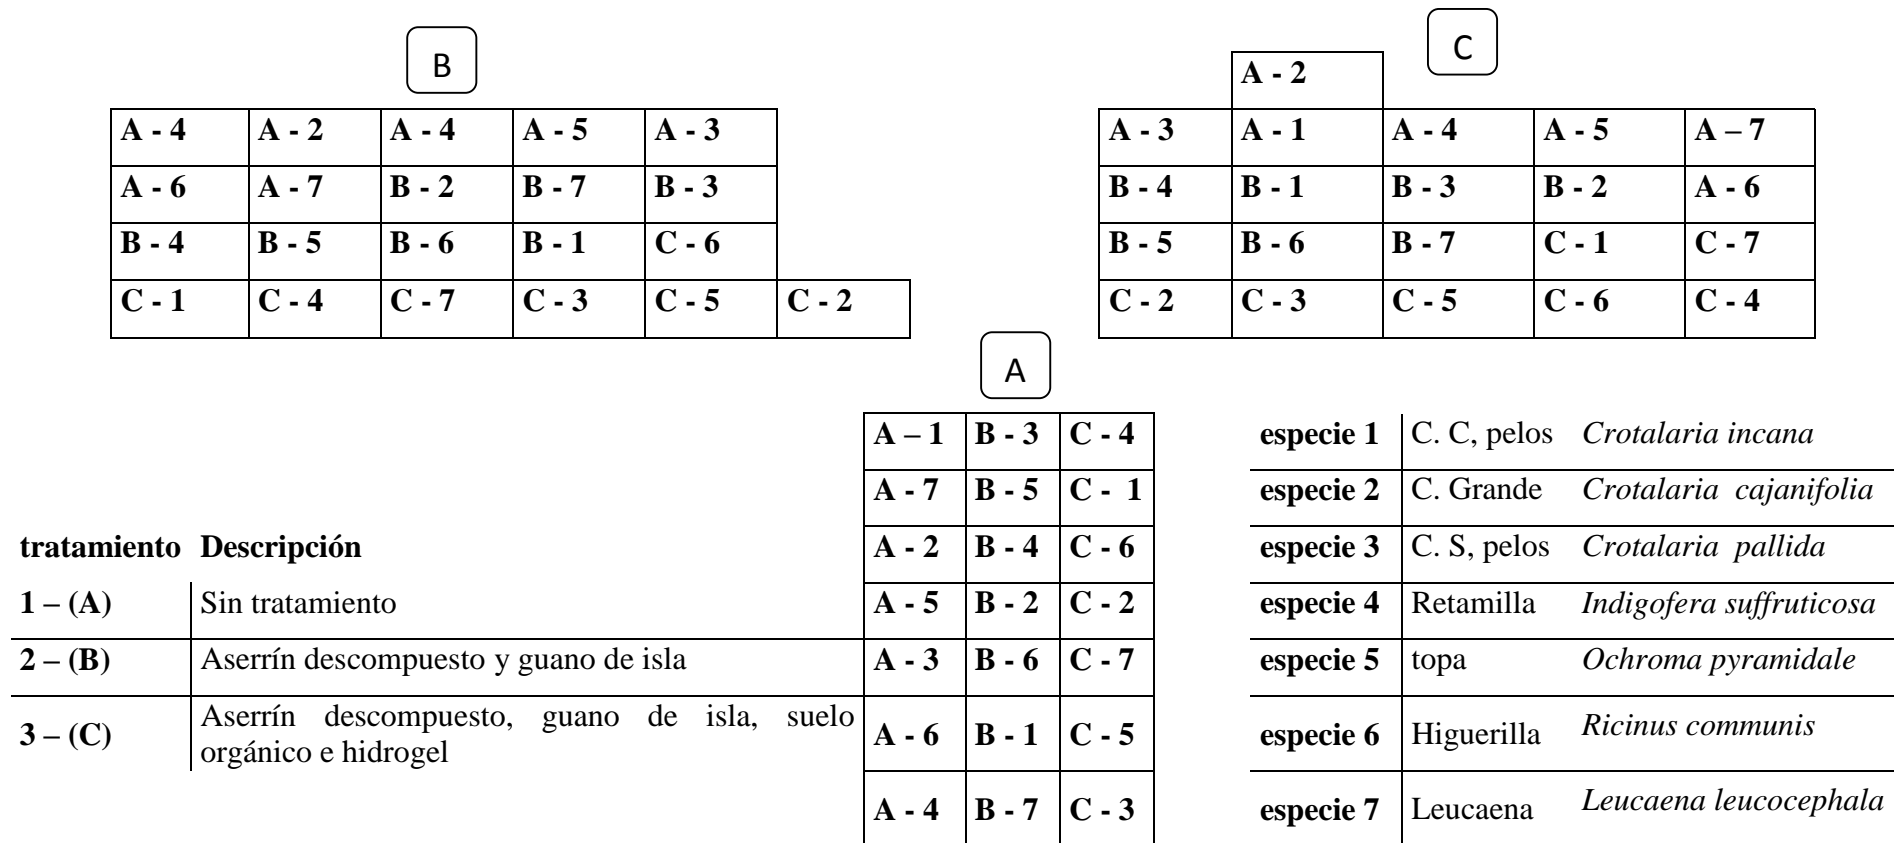 B
A - 4 A - 2 A - 4 A - 5 A - 3
A - 6 A - 7 B - 2 B - 7 B - 3
B - 4 B - 5 B - 6 B - 1 C - 6
C - 1 C - 4 C - 7 C - 3 C - 5 C - 2
C
A - 2
A - 3 A - 1 A - 4 A - 5 A – 7
B - 4 B - 1 B - 3 B - 2 A - 6
B - 5 B - 6 B - 7 C - 1 C - 7
C - 2 C - 3 C - 5 C - 6 C - 4
A
A – 1 B - 3 C - 4
A - 7 B - 5 C - 1
A - 2 B - 4 C - 6
A - 5 B - 2 C - 2
A - 3 B - 6 C - 7
A - 6 B - 1 C - 5
A - 4 B - 7 C - 3
tratamiento Descripción
1 – (A) Sin tratamiento
2 – (B) Aserrín descompuesto y guano de isla
3 – (C) Aserrín descompuesto, guano de isla, suelo
orgánico e hidrogel
especie 1 C. C, pelos Crotalaria incana
especie 2 C. Grande Crotalaria cajanifolia
especie 3 C. S, pelos Crotalaria pallida
especie 4 Retamilla Indigofera suffruticosa
especie 5 topa Ochroma pyramidale
especie 6 Higuerilla Ricinus communis
especie 7 Leucaena Leucaena leucocephala